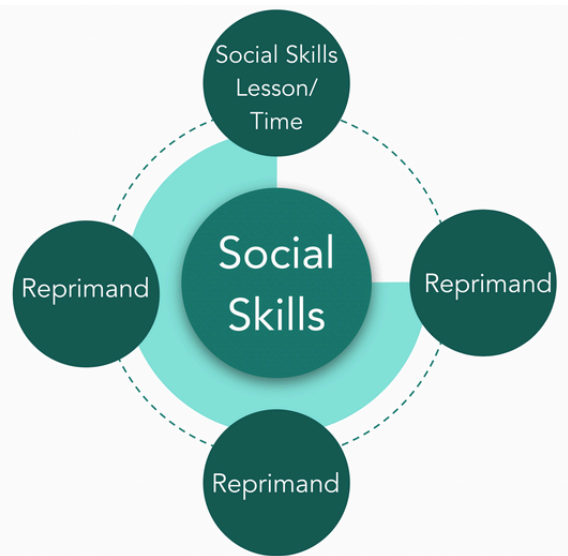 Social Skills
Lesson/
Time
Social
Skills
Reprimand
Reprimand
Reprimand